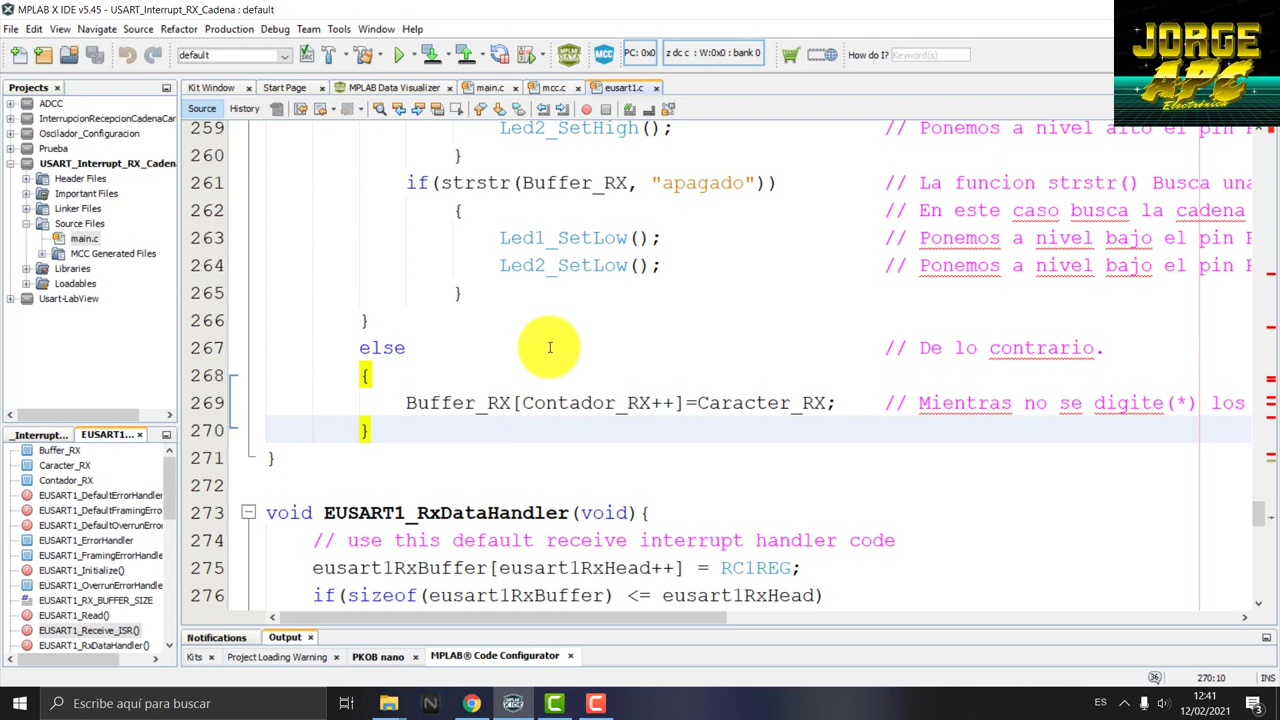 MPLAB X IDE v5.45 - USART_Interrupt_RX_Cadena : default
File Edit View Navigate Source Refactor Production Debug Team Tools Window Help
default
PC: 0x0
z dc c : W:0x0 : bank 0
How do I?
Keyword(s)
JORGE
APC
Electrónica
Projects
Kit Window
Start Page
MPLAB Data Visualizer
main.c
mcc.c
eusart1.c
Source
History
ADCC
InterrupcionRecepcionCadenaCar
Oscilador_Configuracion
Prueba
USART_Interrupt_RX_Cadena
Header Files
Important Files
Linker Files
Source Files
main.c
MCC Generated Files
Libraries
Loadables
Usart-LabView
259 Led2_SetHigh(); // Ponemos a nivel alto el pin
260 }
261 if(strstr(Buffer_RX, "apagado")) // La funcion strstr() Busca una
262 { // En este caso busca la cadena
263 Led1_SetLow(); // Ponemos a nivel bajo el pin
264 Led2_SetLow(); // Ponemos a nivel bajo el pin
265 }
266 }
267 else // De lo contrario.
268 {
269 Buffer_RX[Contador_RX++]=Caracter_RX; // Mientras no se digite(*) los
270 }
271 }
272
273 void EUSART1_RxDataHandler(void){
274 // use this default receive interrupt handler code
275 eusart1RxBuffer[eusart1RxHead++] = RC1REG;
276 if(sizeof(eusart1RxBuffer) <= eusart1RxHead)
_Interrupt...
EUSART1...
Buffer_RX
Caracter_RX
Contador_RX
EUSART1_DefaultErrorHandler
EUSART1_DefaultFramingError
EUSART1_DefaultOverrunError
EUSART1_ErrorHandler
EUSART1_FramingErrorHandle
EUSART1_Initialize()
EUSART1_OverrunErrorHandle
EUSART1_RX_BUFFER_SIZE
EUSART1_Read()
EUSART1_Receive_ISR()
EUSART1_RxDataHandler()
Notifications
Output
Kits
Project Loading Warning
PKOB nano
MPLAB® Code Configurator
270:10
INS
Escribe aquí para buscar
ES
12:41
12/02/2021
3